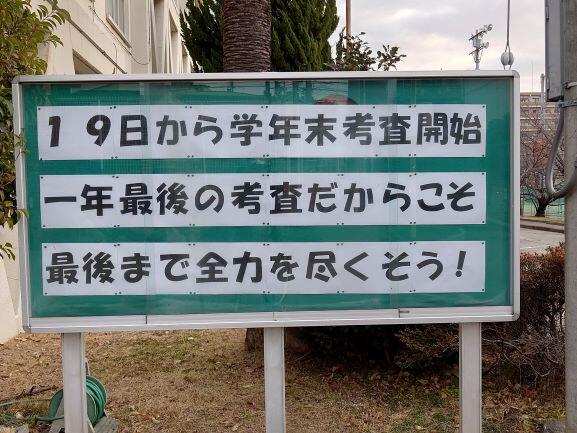 １９日から学年末考査開始
一年最後の考査だからこそ
最後まで全力を尽くそう！